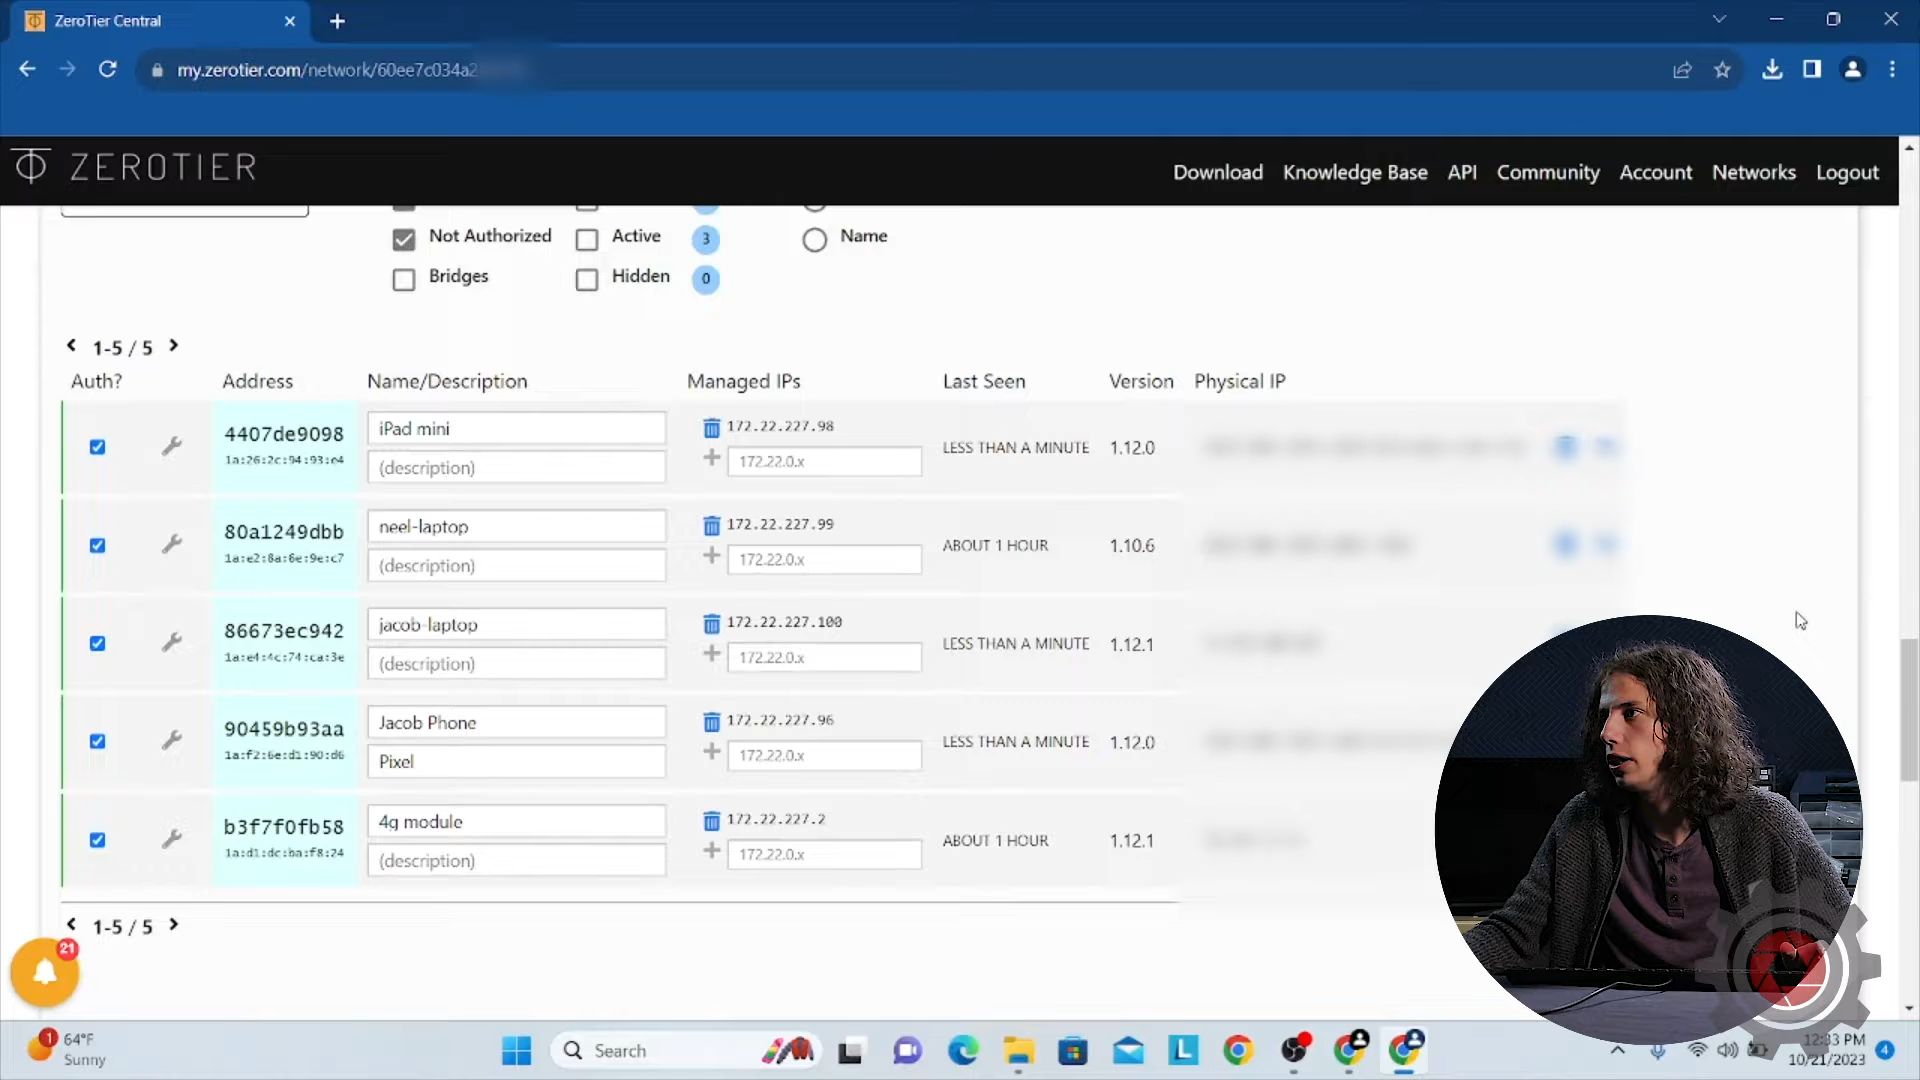 ZeroTier Central
my.zerotier.com/network/60ee7c034a2
ZEROTIER
Download Knowledge Base API Community Account Networks Logout
Not Authorized Active 3 Name
Bridges Hidden 0
1-5 / 5
Auth? Address Name/Description Managed IPs Last Seen Version Physical IP
4407de9098 iPad mini 172.22.227.98 LESS THAN A MINUTE 1.12.0
1a:26:2c:94:93:e4 (description) 172.22.0.x
80a1249dbb neel-laptop 172.22.227.99 ABOUT 1 HOUR 1.10.6
1a:e2:8a:6e:9e:c7 (description) 172.22.0.x
86673ec942 jacob-laptop 172.22.227.100 LESS THAN A MINUTE 1.12.1
1a:e4:4c:74:ca:3e (description) 172.22.0.x
90459b93aa Jacob Phone 172.22.227.96 LESS THAN A MINUTE 1.12.0
1a:f2:6e:d1:90:d6 Pixel 172.22.0.x
b3f7f0fb58 4g module 172.22.227.2 ABOUT 1 HOUR 1.12.1
1a:d1:dc:ba:f8:24 (description) 172.22.0.x
1-5 / 5
21
1 64°F
Sunny
Search
L
12:33 PM
10/21/2023
4